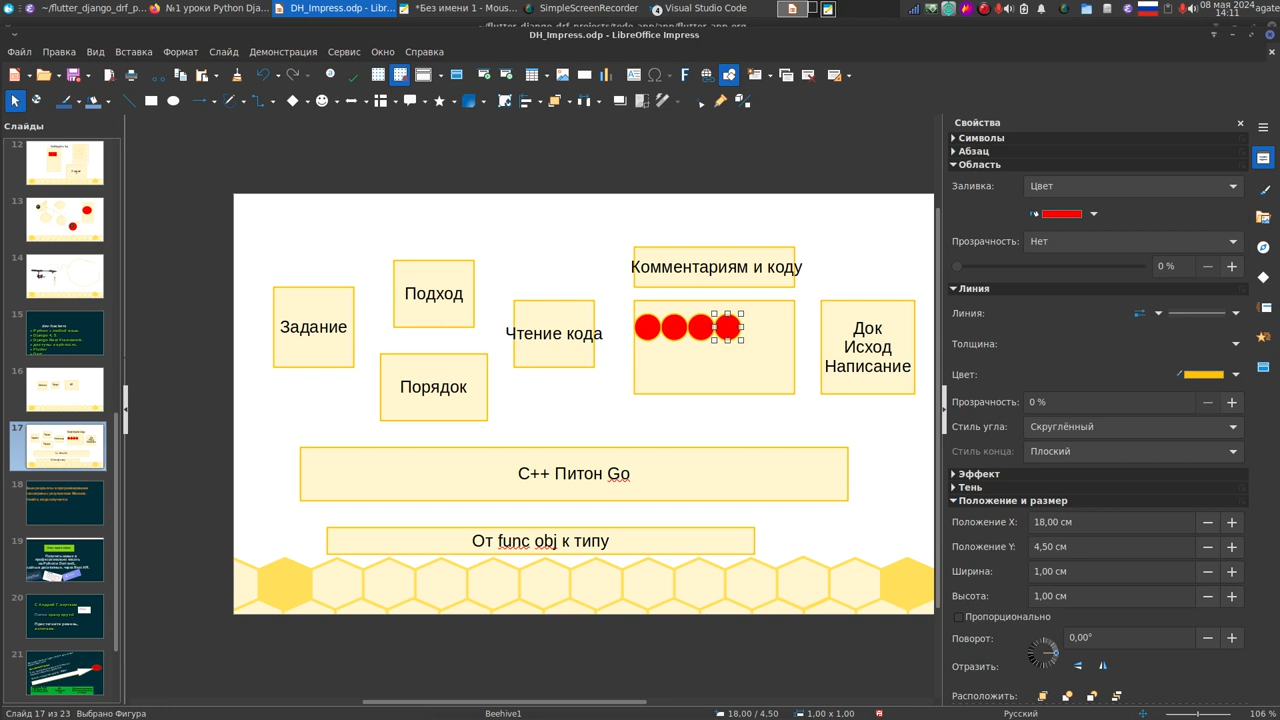 ~/flutter_django_drf_p...
№1 уроки Python Dja...
DH_Impress.odp - Libr...
*Без имени 1 - Mous...
SimpleScreenRecorder
Visual Studio Code
08 мая 2024
14:11
agate
DH_Impress.odp - LibreOffice Impress
Файл Правка Вид Вставка Формат Слайд Демонстрация Сервис Окно Справка
Слайды
12
13
14
15
16
17
18
19
20
21
Задание
Подход
Порядок
Чтение кода
Комментариям и коду
Док
Исход
Написание
С++ Питон Go
От func obj к типу
Свойства
Символы
Абзац
Область
Заливка: Цвет
Прозрачность: Нет
0 %
Линия
Линия:
Толщина:
Цвет:
Прозрачность: 0 %
Стиль угла: Скруглённый
Стиль конца: Плоский
Эффект
Тень
Положение и размер
Положение X: 18,00 см
Положение Y: 4,50 см
Ширина: 1,00 см
Высота: 1,00 см
Пропорционально
Поворот: 0,00°
Отразить:
Расположить:
Слайд 17 из 23 Выбрано Фигура
Beehive1
18,00 / 4,50
1,00 x 1,00
Русский
106 %